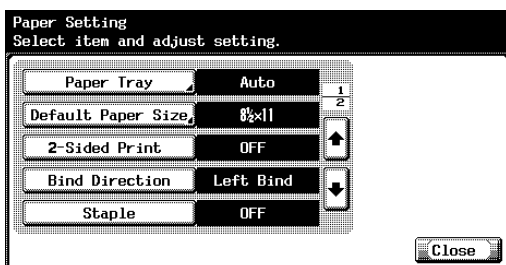 Paper Setting
Select item and adjust setting.
Paper Tray Auto
1
2
Default Paper Size 8½×11
2-Sided Print OFF
Bind Direction Left Bind
Staple OFF
Close